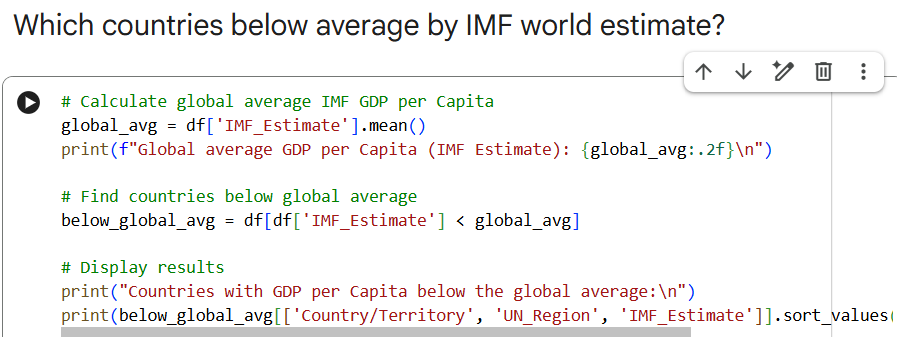 Which countries below average by IMF world estimate?
# Calculate global average IMF GDP per Capita
global_avg = df['IMF_Estimate'].mean()
print(f"Global average GDP per Capita (IMF Estimate): {global_avg:.2f}\n")
# Find countries below global average
below_global_avg = df[df['IMF_Estimate'] < global_avg]
# Display results
print("Countries with GDP per Capita below the global average:\n")
print(below_global_avg[['Country/Territory', 'UN_Region', 'IMF_Estimate']].sort_values(